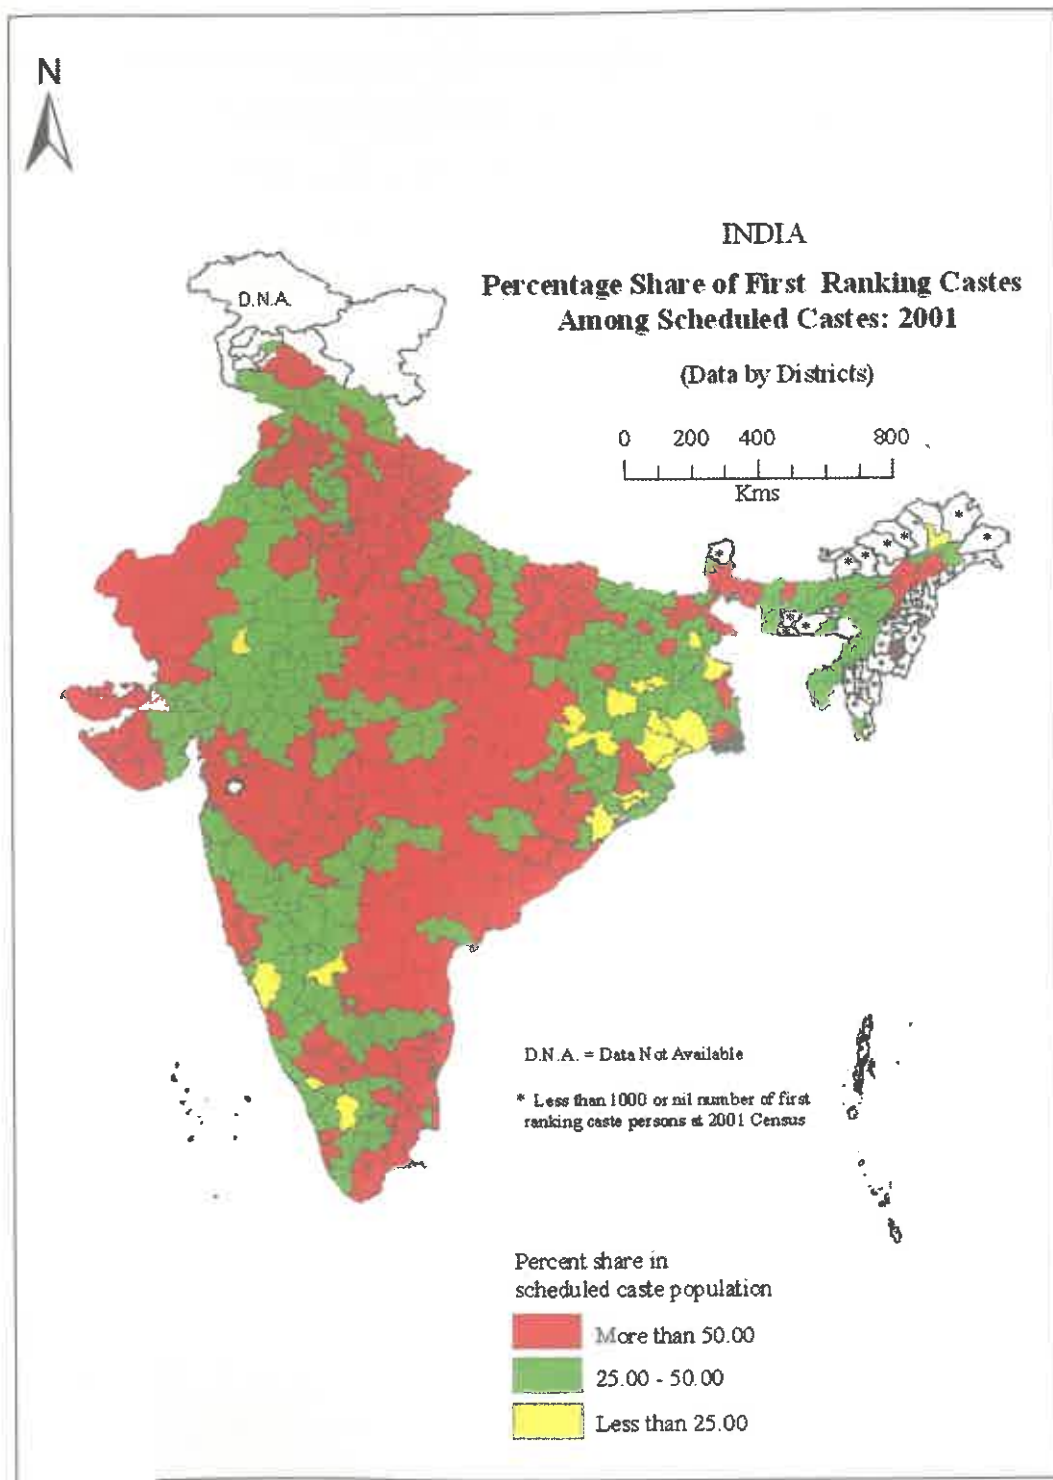 N
INDIA
Percentage Share of First Ranking Castes
Among Scheduled Castes: 2001
(Data by Districts)
0 200 400 800
Kms
D.N.A.
*
*
*
*
*
*
*
*
*
*
*
*
D.N.A. = Data Not Available
* Less than 1000 or nil number of first
ranking caste persons at 2001 Census
Percent share in
scheduled caste population
More than 50.00
25.00 - 50.00
Less than 25.00